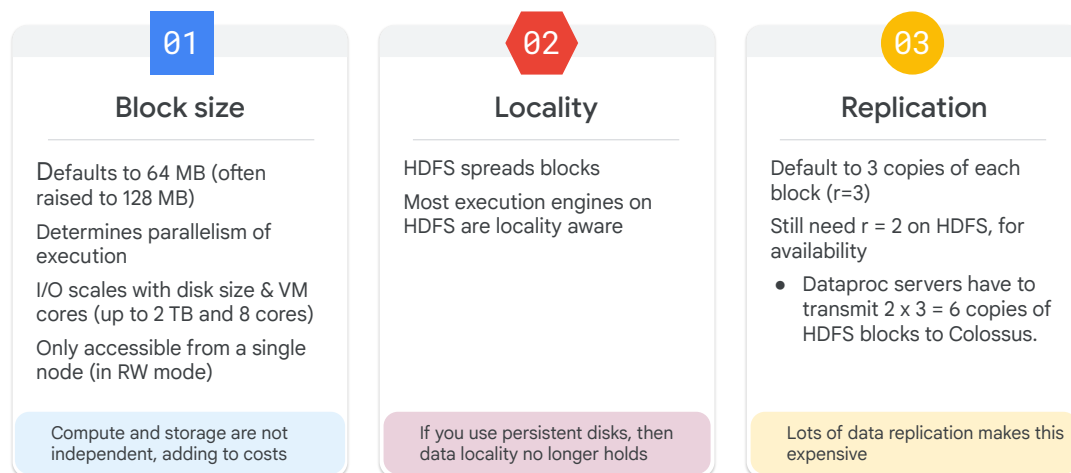 01
Block size
Defaults to 64 MB (often
raised to 128 MB)
Determines parallelism of
execution
I/O scales with disk size & VM
cores (up to 2 TB and 8 cores)
Only accessible from a single
node (in RW mode)
Compute and storage are not
independent, adding to costs
02
Locality
HDFS spreads blocks
Most execution engines on
HDFS are locality aware
If you use persistent disks, then
data locality no longer holds
03
Replication
Default to 3 copies of each
block (r=3)
Still need r = 2 on HDFS, for
availability
● Dataproc servers have to
transmit 2 x 3 = 6 copies of
HDFS blocks to Colossus.
Lots of data replication makes this
expensive